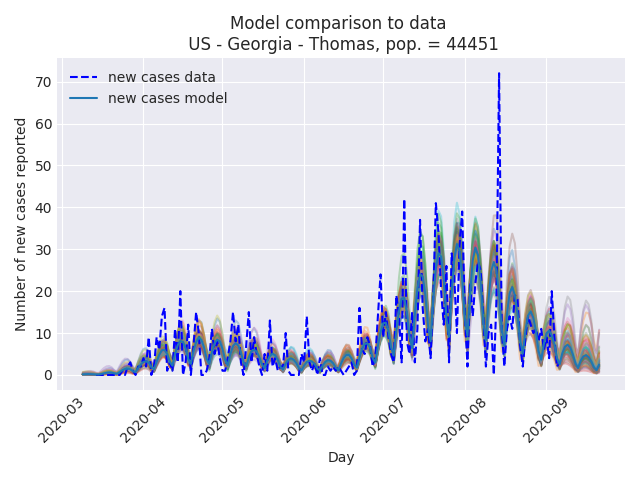 Model comparison to data
US - Georgia - Thomas, pop. = 44451
new cases data
new cases model
Number of new cases reported
70
60
50
40
30
20
10
0
2020-03
2020-04
2020-05
2020-06
2020-07
2020-08
2020-09
Day